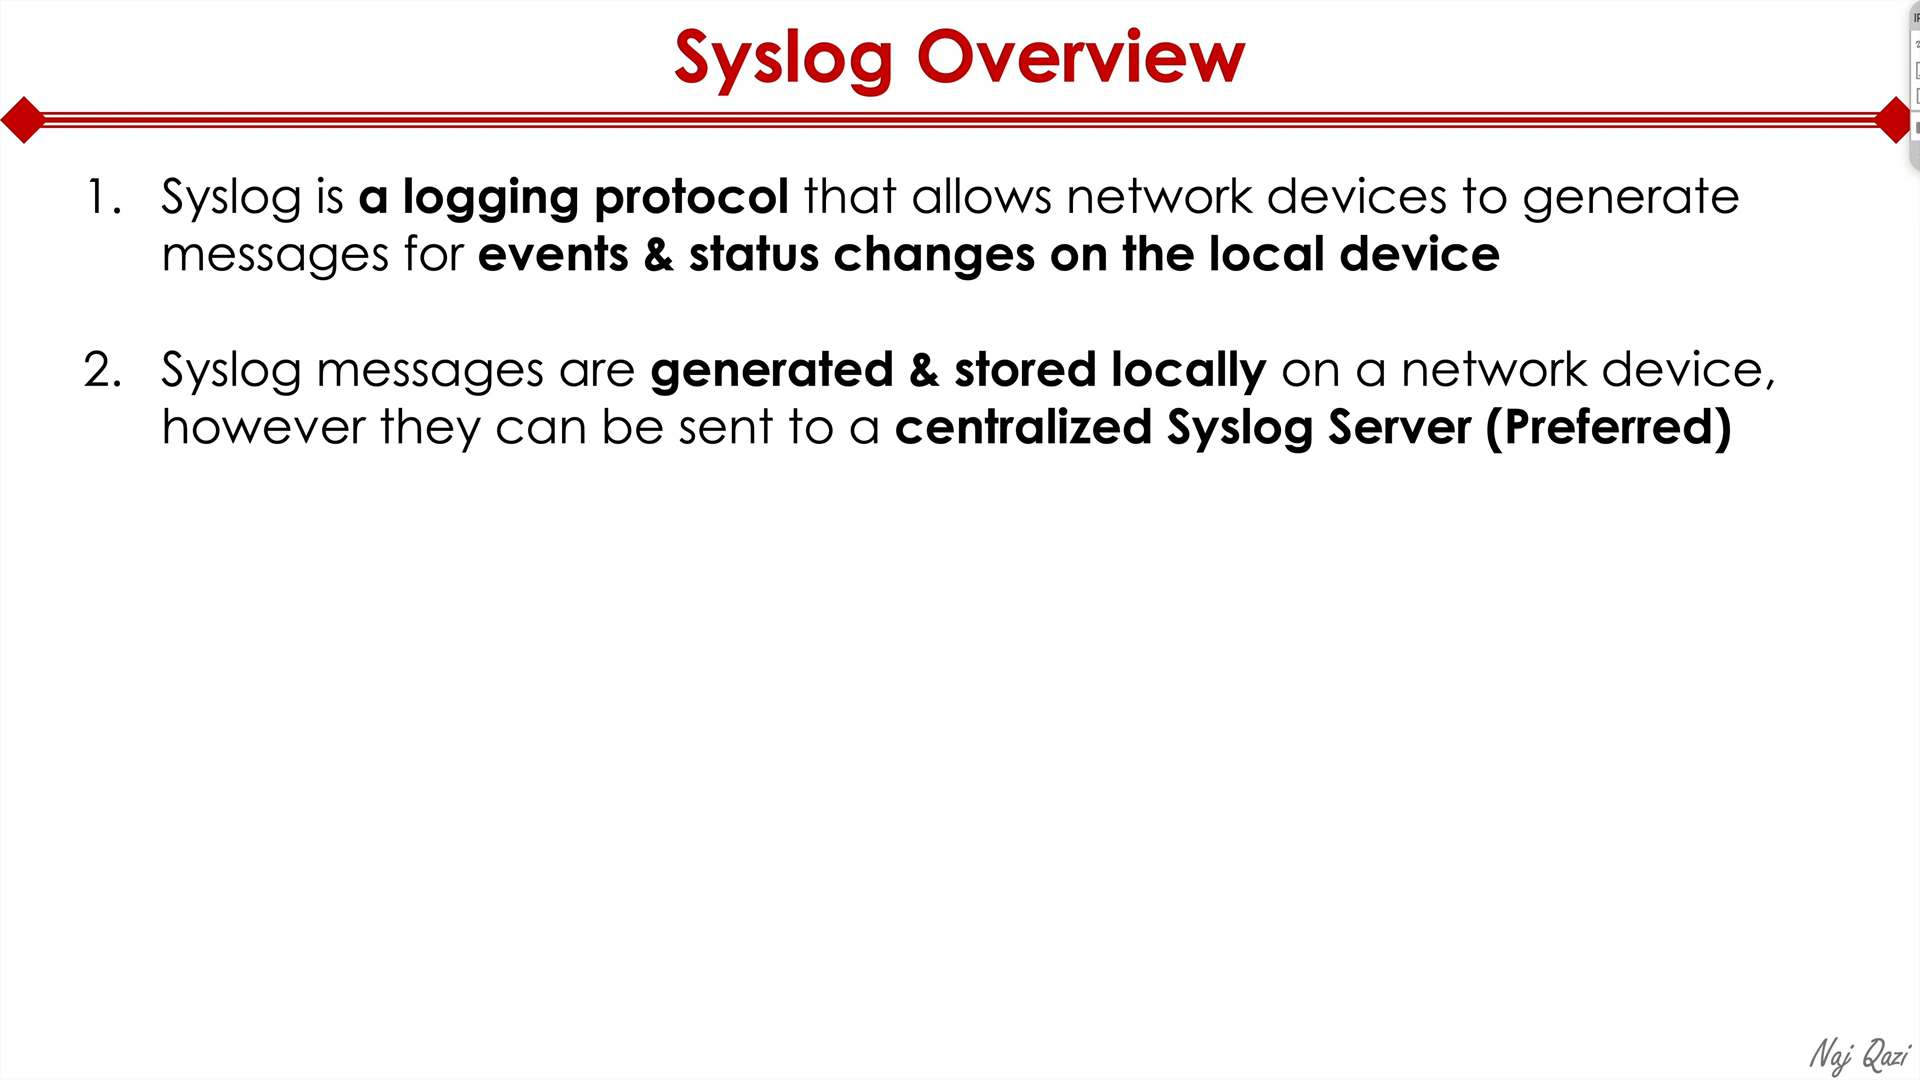 Syslog Overview
1. Syslog is a logging protocol that allows network devices to generate
messages for events & status changes on the local device
2. Syslog messages are generated & stored locally on a network device,
however they can be sent to a centralized Syslog Server (Preferred)
Naj Qazi